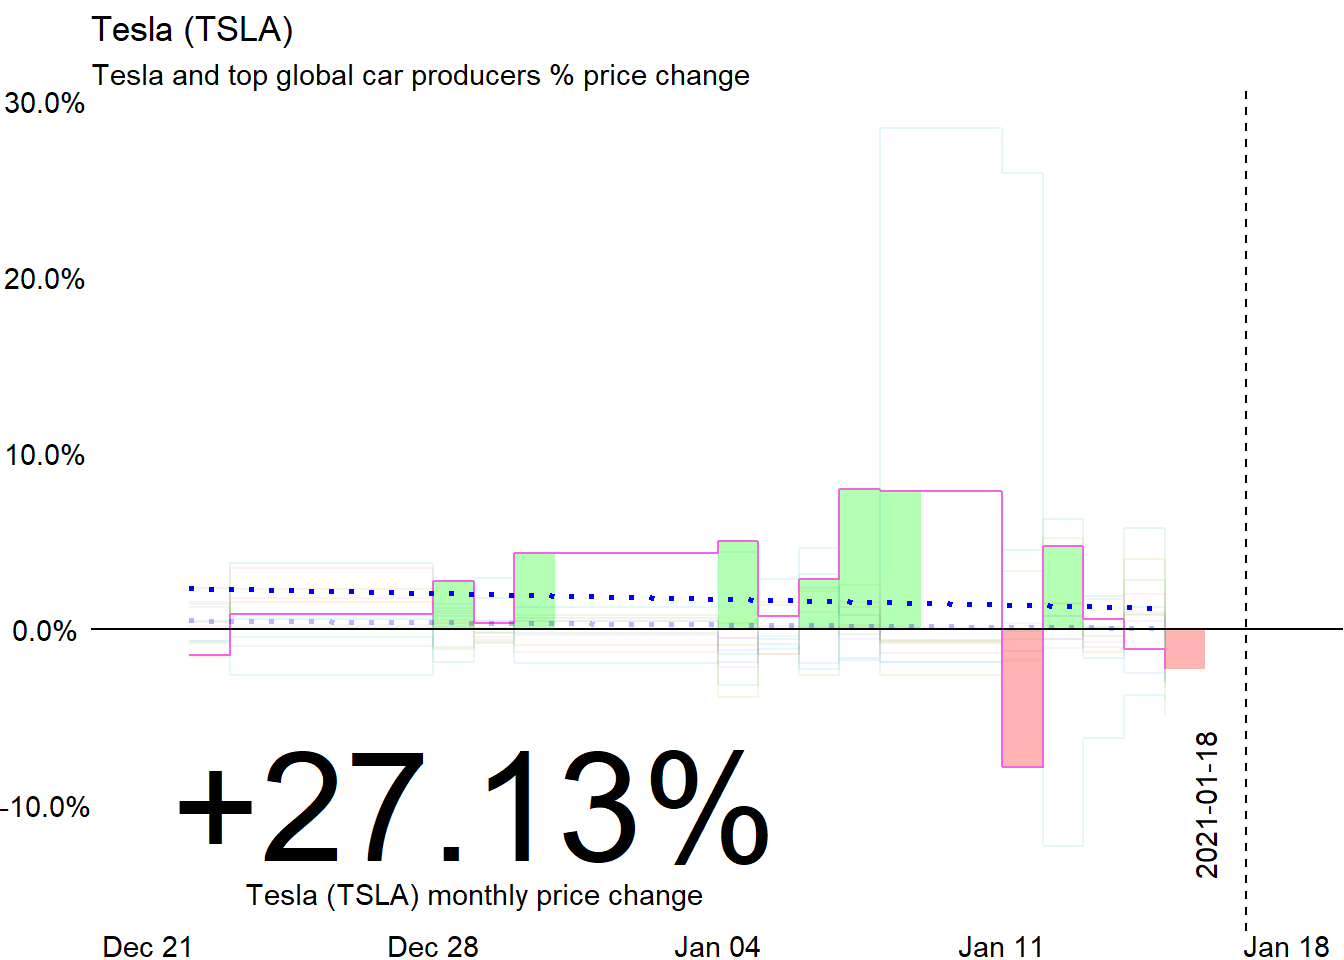 Tesla (TSLA)
Tesla and top global car producers % price change
30.0%
20.0%
10.0%
0.0%
-10.0%
+27.13%
Tesla (TSLA) monthly price change
2021-01-18
Dec 21
Dec 28
Jan 04
Jan 11
Jan 18